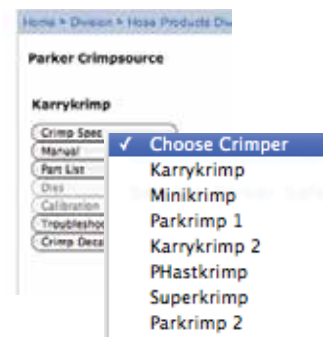 Home > Division > Hose Products Div
Parker Crimpsource
Karrykrimp
Crimp Spec
Manual
Part List
Dies
Calibration
Troubleshoo
Crimp Deca
✓ Choose Crimper
Karrykrimp
Minikrimp
Parkrimp 1
Karrykrimp 2
PHastkrimp
Superkrimp
Parkrimp 2